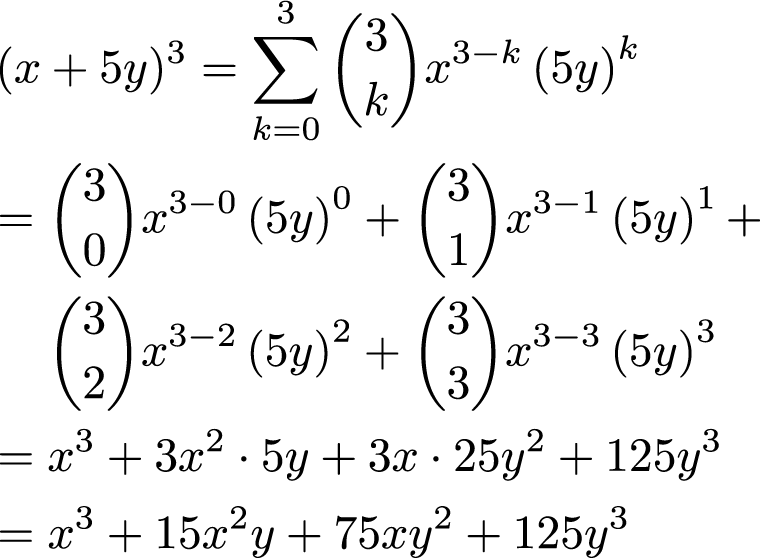 $(x + 5y)^3 = \sum_{k=0}^{3} \binom{3}{k} x^{3-k} (5y)^k$
$= \binom{3}{0} x^{3-0} (5y)^0 + \binom{3}{1} x^{3-1} (5y)^1 +$
$\binom{3}{2} x^{3-2} (5y)^2 + \binom{3}{3} x^{3-3} (5y)^3$
$= x^3 + 3x^2 \cdot 5y + 3x \cdot 25y^2 + 125y^3$
$= x^3 + 15x^2y + 75xy^2 + 125y^3$